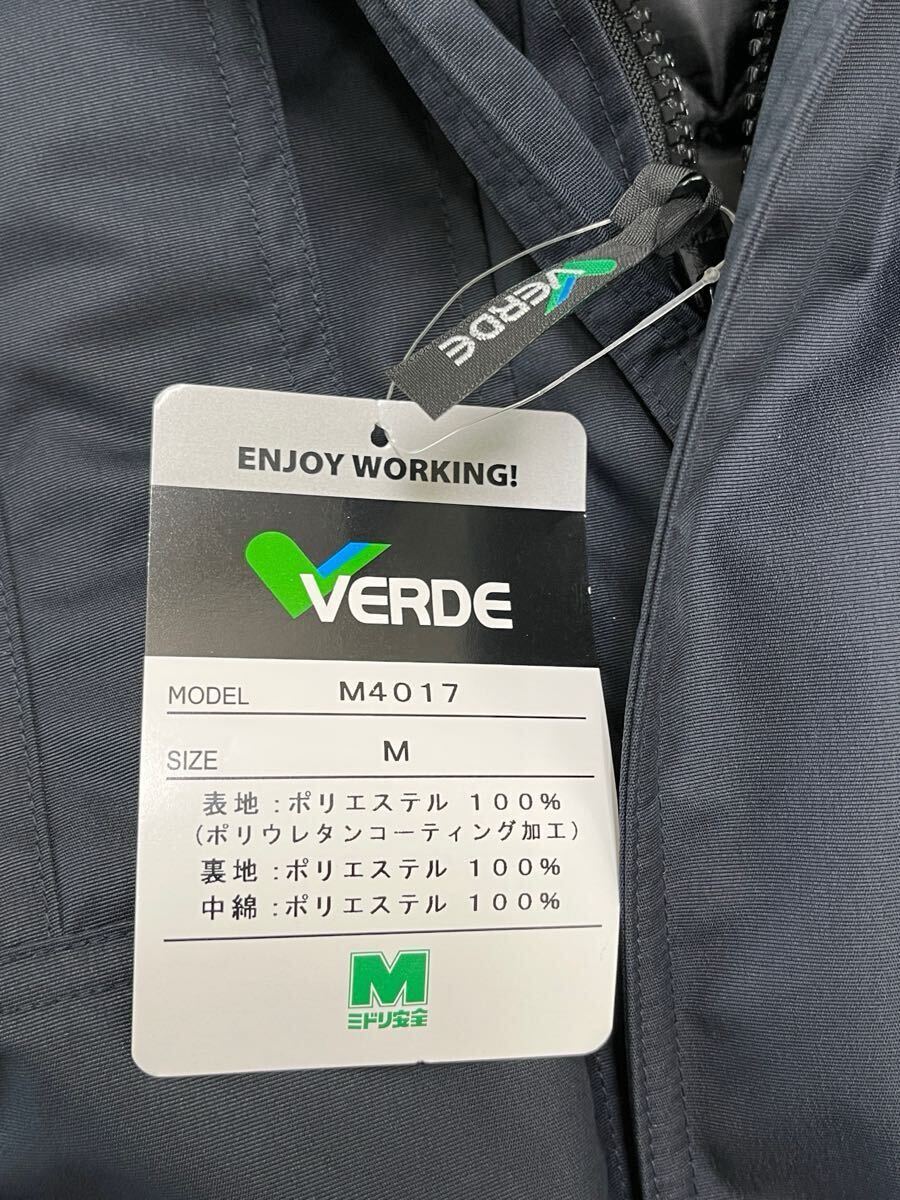 VERDE
ENJOY WORKING!
VERDE
MODEL M4017
SIZE M
表地:ポリエステル 100%
(ポリウレタンコーティング加工)
裏地:ポリエステル 100%
中綿:ポリエステル 100%
M
ミドリ安全